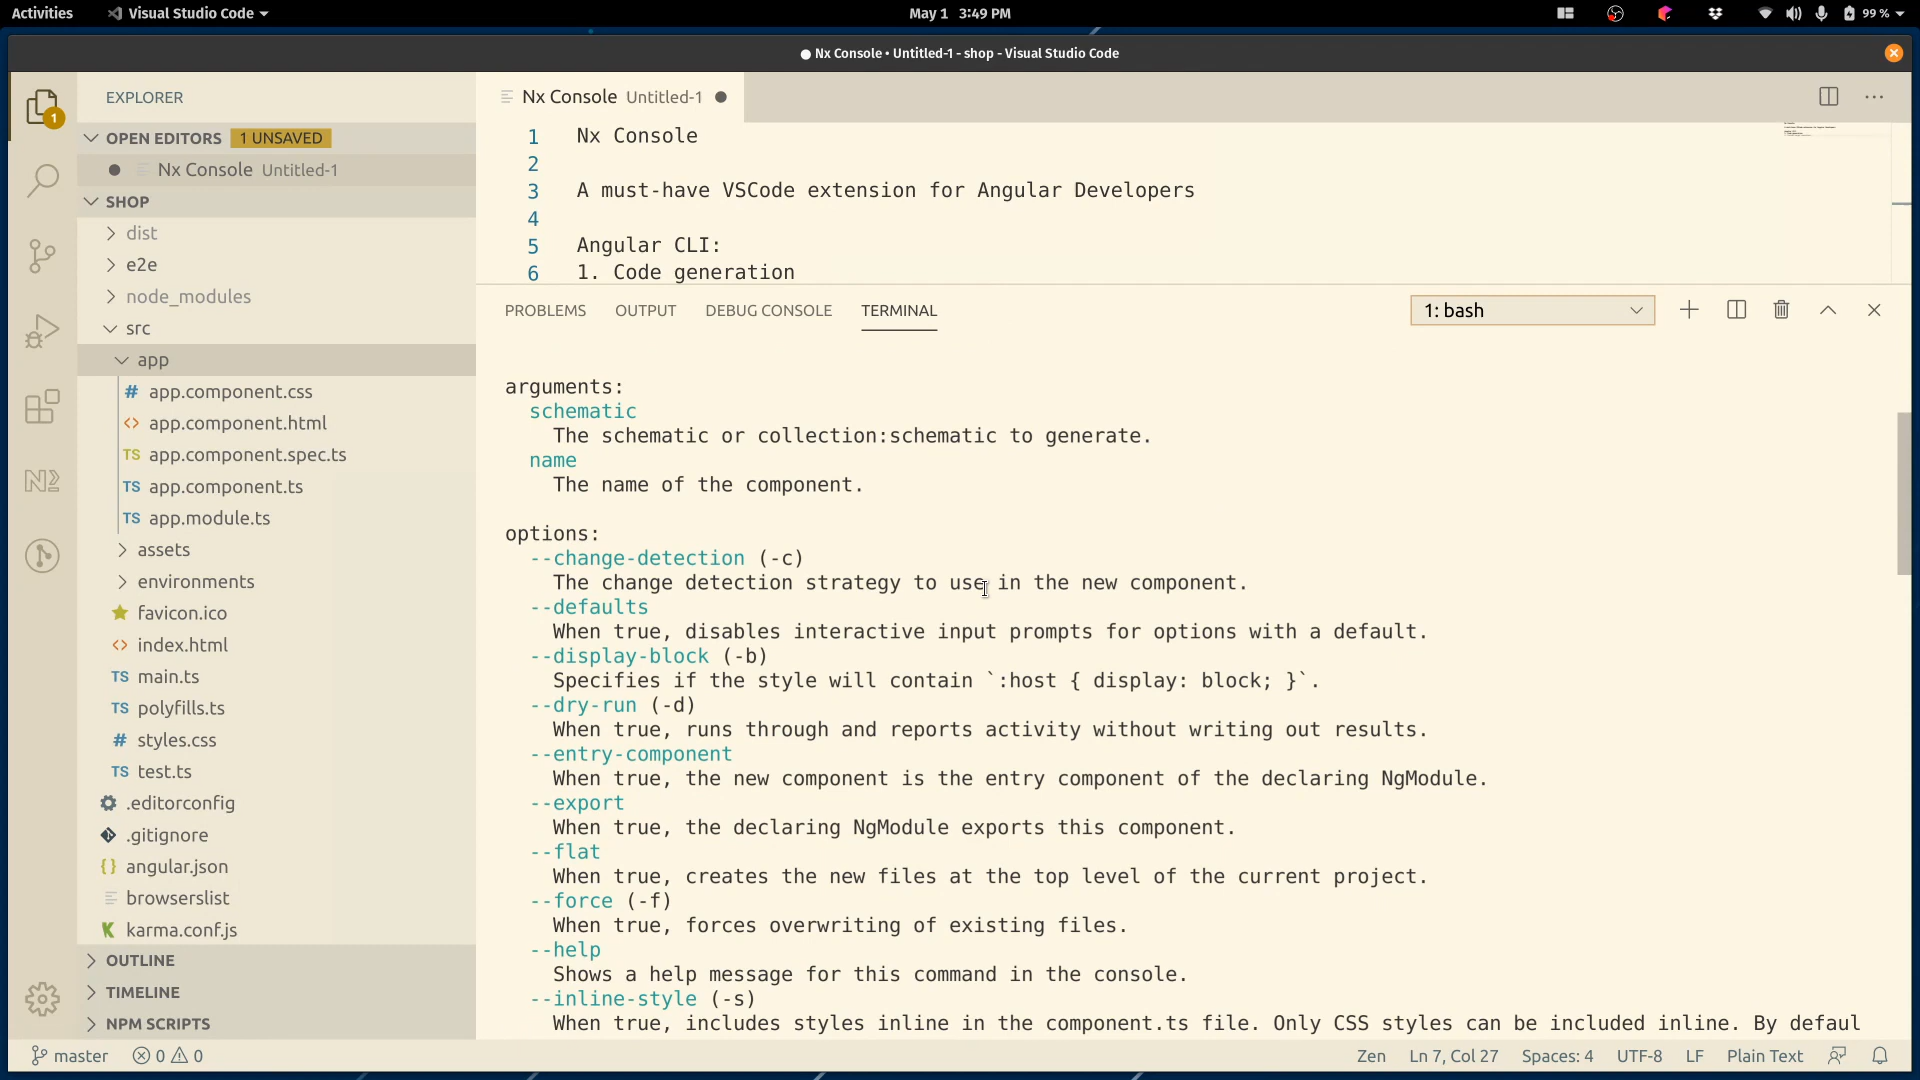 Activities
Visual Studio Code
May 1 3:49 PM
99 %
● Nx Console • Untitled-1 - shop - Visual Studio Code
EXPLORER
OPEN EDITORS
1 UNSAVED
Nx Console Untitled-1
SHOP
dist
e2e
node_modules
src
app
# app.component.css
<> app.component.html
TS app.component.spec.ts
TS app.component.ts
TS app.module.ts
assets
environments
favicon.ico
<> index.html
TS main.ts
TS polyfills.ts
# styles.css
TS test.ts
.editorconfig
.gitignore
{} angular.json
browserslist
K karma.conf.js
OUTLINE
TIMELINE
NPM SCRIPTS
1
Nx Console Untitled-1
1 Nx Console
2
3 A must-have VSCode extension for Angular Developers
4
5 Angular CLI:
6 1. Code generation
PROBLEMS
OUTPUT
DEBUG CONSOLE
TERMINAL
1: bash
arguments:
schematic
The schematic or collection:schematic to generate.
name
The name of the component.
options:
--change-detection (-c)
The change detection strategy to use in the new component.
--defaults
When true, disables interactive input prompts for options with a default.
--display-block (-b)
Specifies if the style will contain `:host { display: block; }`.
--dry-run (-d)
When true, runs through and reports activity without writing out results.
--entry-component
When true, the new component is the entry component of the declaring NgModule.
--export
When true, the declaring NgModule exports this component.
--flat
When true, creates the new files at the top level of the current project.
--force (-f)
When true, forces overwriting of existing files.
--help
Shows a help message for this command in the console.
--inline-style (-s)
When true, includes styles inline in the component.ts file. Only CSS styles can be included inline. By defaul
master
0
0
Zen
Ln 7, Col 27
Spaces: 4
UTF-8
LF
Plain Text